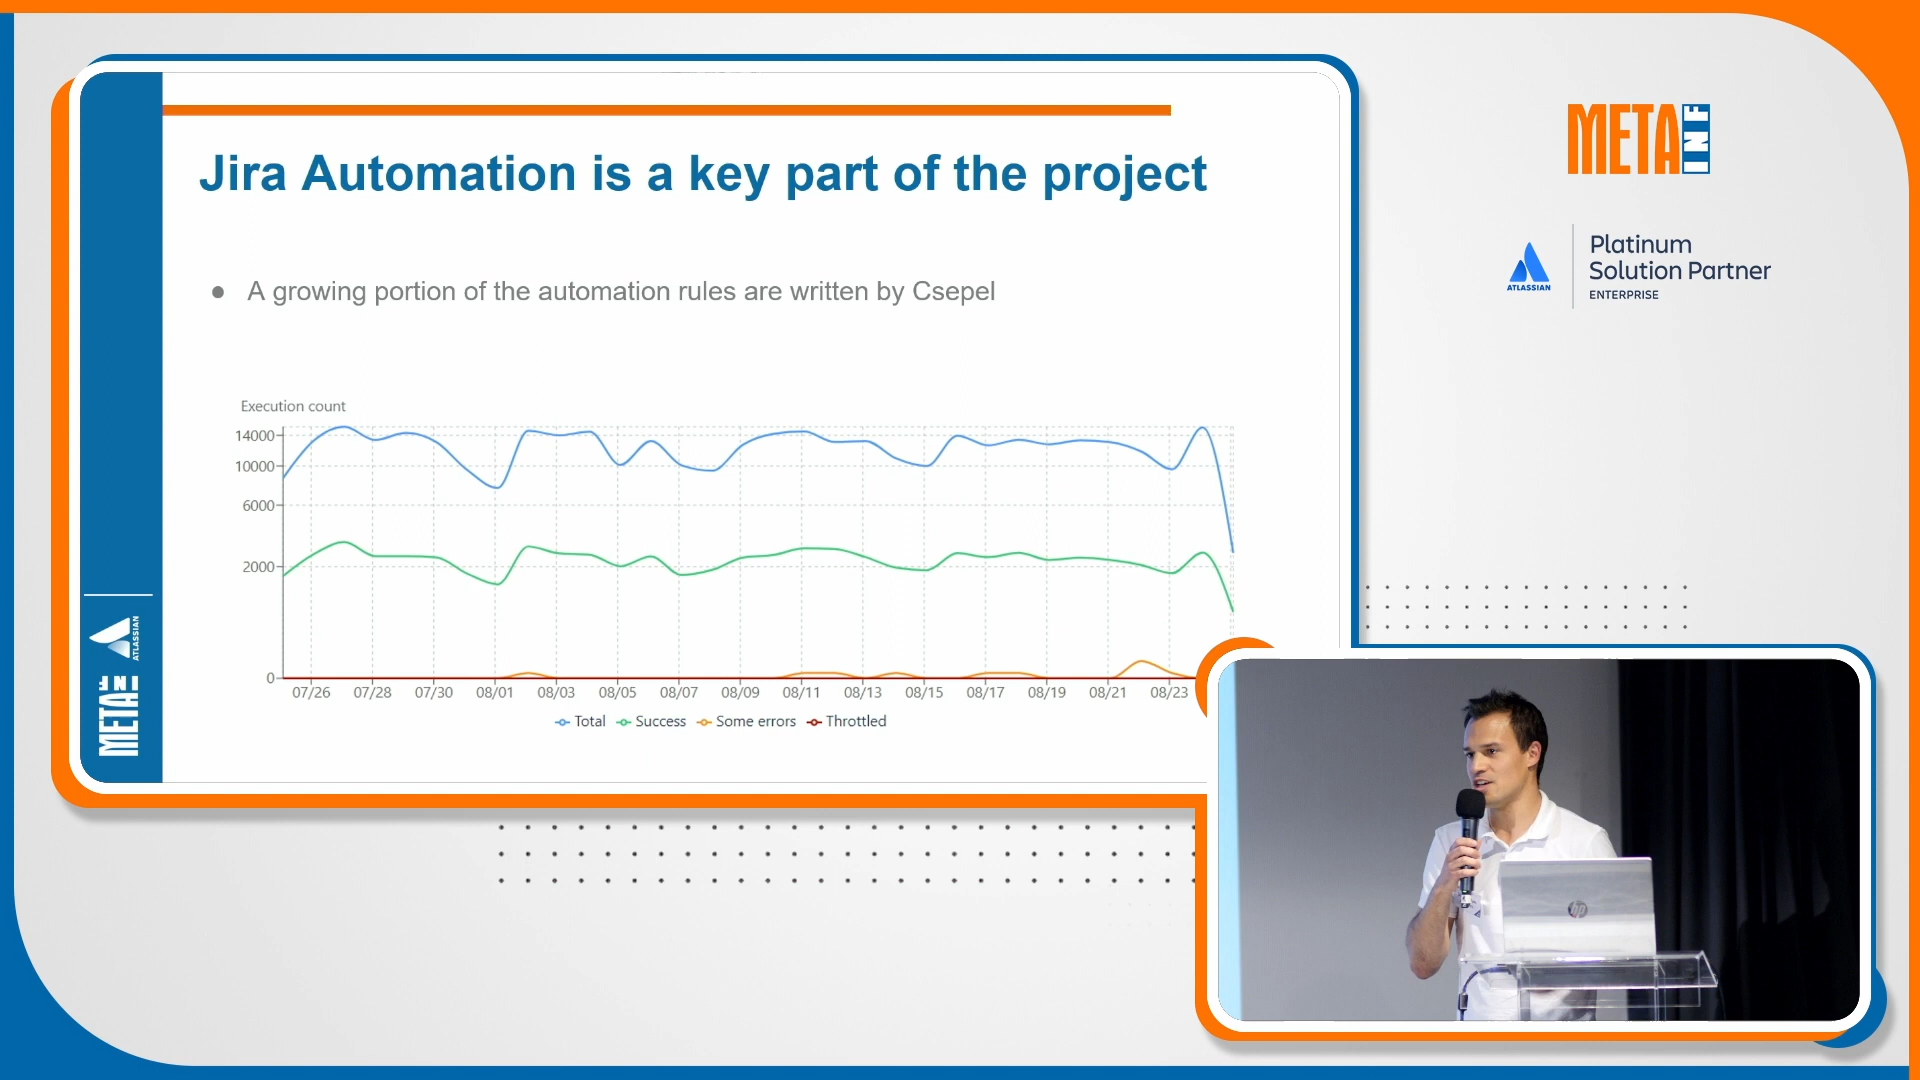 Jira Automation is a key part of the project
● A growing portion of the automation rules are written by Csepel
Execution count
14000
10000
6000
2000
0
07/26 07/28 07/30 08/01 08/03 08/05 08/07 08/09 08/11 08/13 08/15 08/17 08/19 08/21 08/23
Total Success Some errors Throttled
META INF
ATLASSIAN
META INF
ATLASSIAN
Platinum
Solution Partner
ENTERPRISE
hp